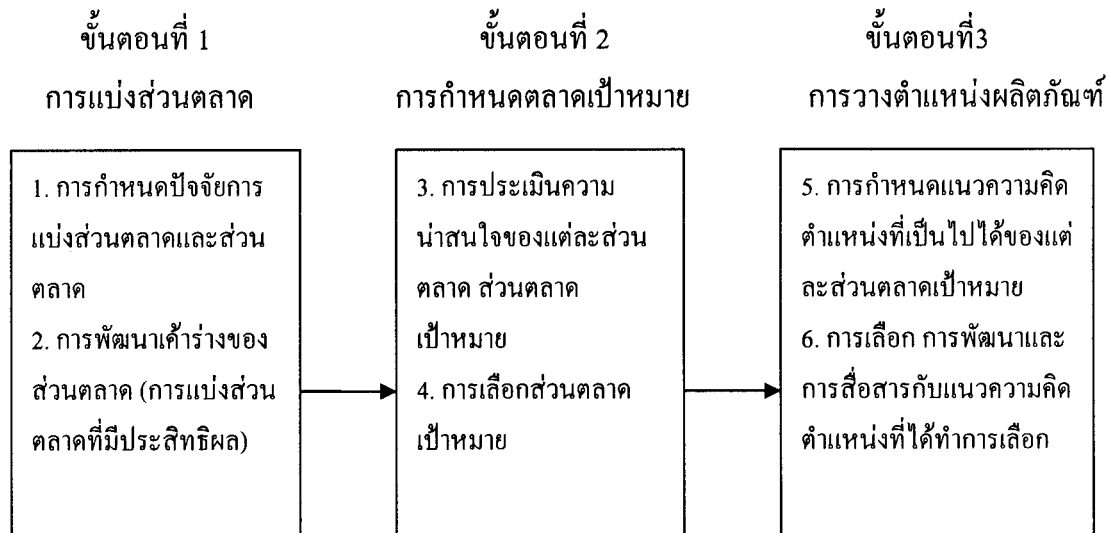 ขั้นตอนที่ 1
การแบ่งส่วนตลาด
1. การกำหนดปัจจัยการ
แบ่งส่วนตลาดและส่วน
ตลาด
2. การพัฒนาเค้าร่างของ
ส่วนตลาด (การแบ่งส่วน
ตลาดที่มีประสิทธิผล)
ขั้นตอนที่ 2
การกำหนดตลาดเป้าหมาย
3. การประเมินความ
น่าสนใจของแต่ละส่วน
ตลาด ส่วนตลาด
เป้าหมาย
4. การเลือกส่วนตลาด
เป้าหมาย
ขั้นตอนที่3
การวางตำแหน่งผลิตภัณฑ์
5. การกำหนดแนวความคิด
ตำแหน่งที่เป็นไปได้ของแต่
ละส่วนตลาดเป้าหมาย
6. การเลือก การพัฒนาและ
การสื่อสารกับแนวความคิด
ตำแหน่งที่ได้ทำการเลือก